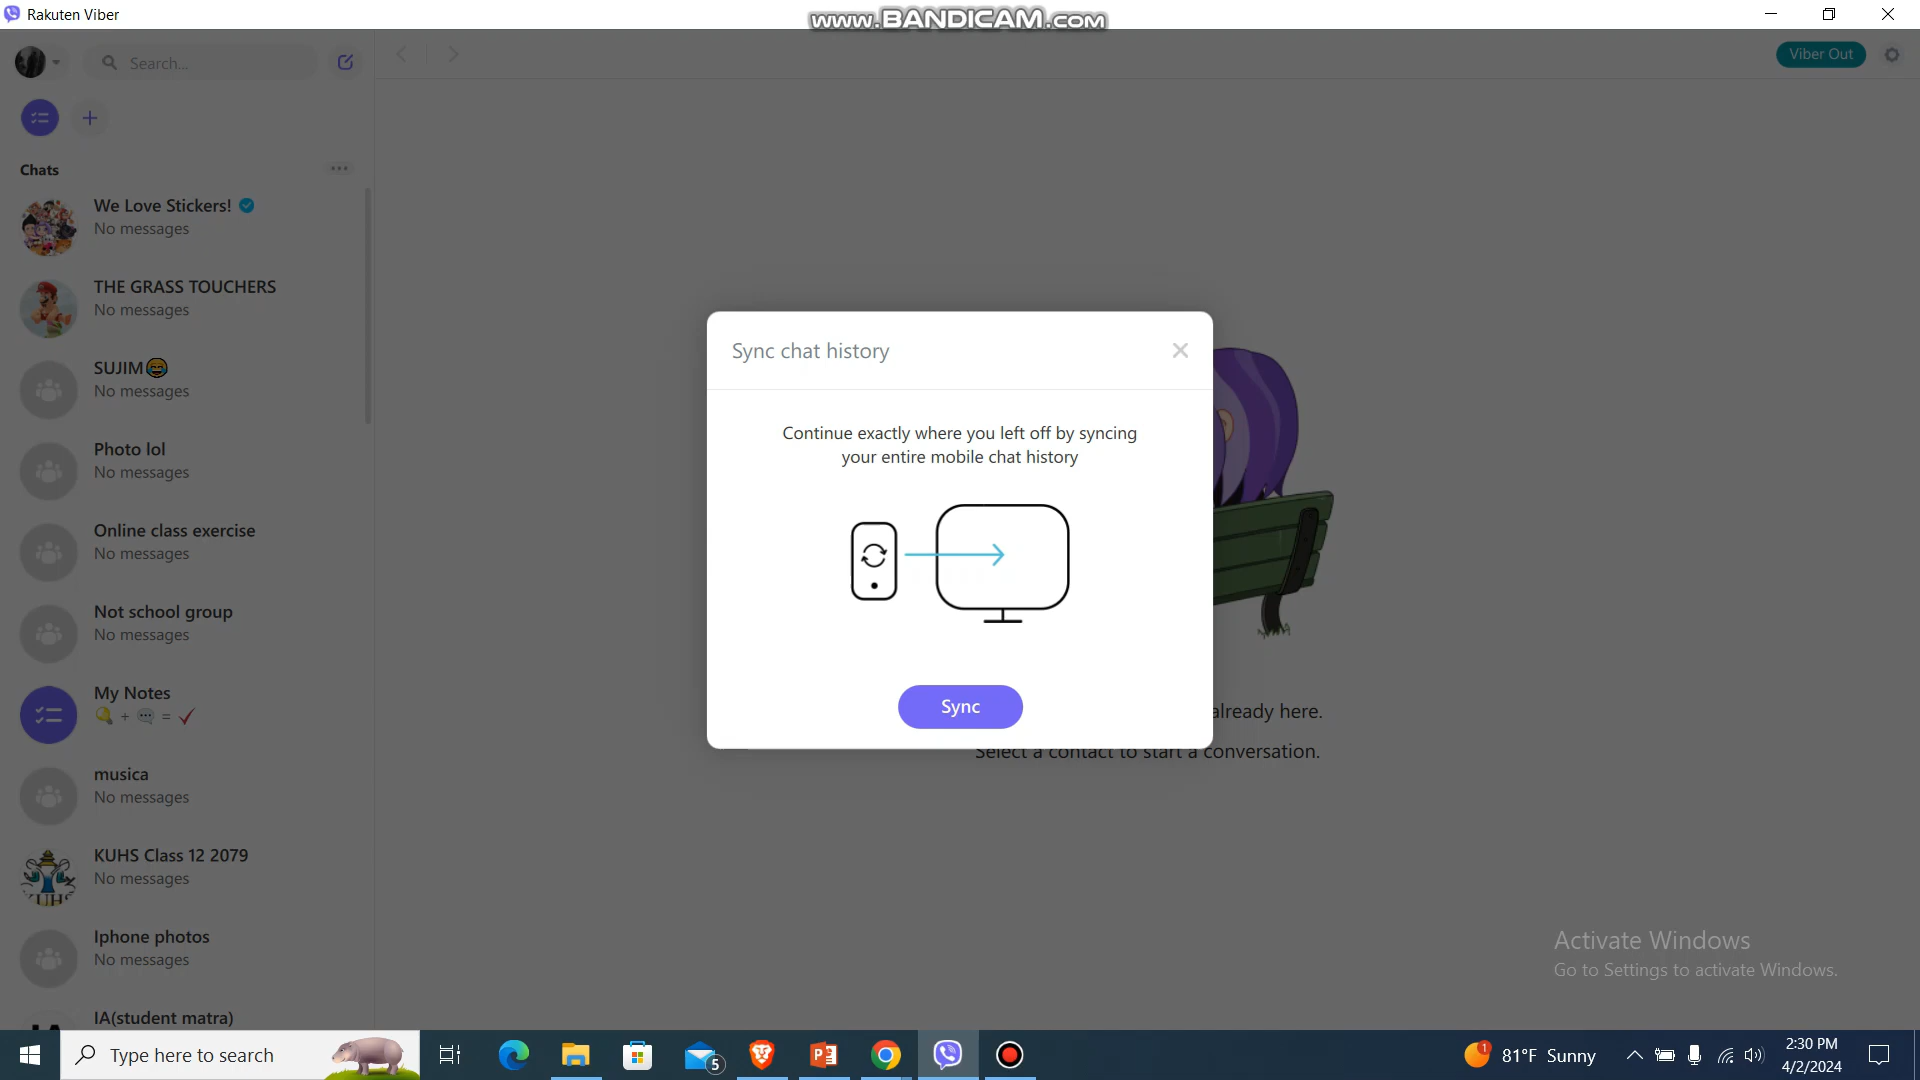 Rakuten Viber
www.BANDICAM.com
Search...
Viber Out
Chats
We Love Stickers!
No messages
THE GRASS TOUCHERS
No messages
SUJIM😂
No messages
Photo lol
No messages
Online class exercise
No messages
Not school group
No messages
My Notes
musica
No messages
KUHS Class 12 2079
No messages
Iphone photos
No messages
IA(student matra)
Sync chat history
Continue exactly where you left off by syncing
your entire mobile chat history
Sync
already here.
Select a contact to start a conversation.
Activate Windows
Go to Settings to activate Windows.
Type here to search
5
1
81°F Sunny
2:30 PM
4/2/2024